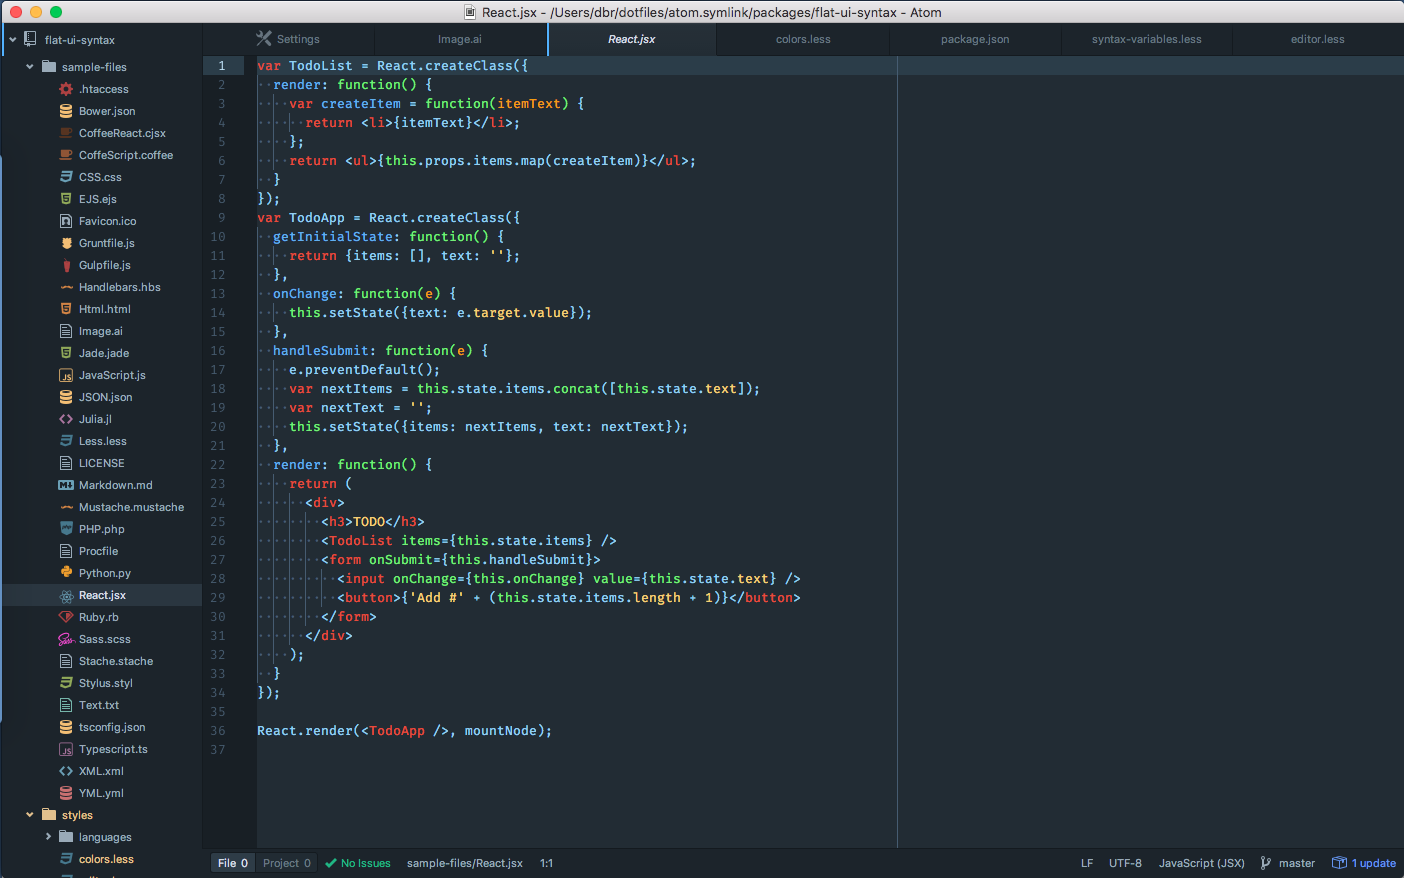 React.jsx - /Users/dbr/dotfiles/atom.symlink/packages/flat-ui-syntax - Atom
flat-ui-syntax
sample-files
.htaccess
Bower.json
CoffeeReact.cjsx
CoffeScript.coffee
CSS.css
EJS.ejs
Favicon.ico
Gruntfile.js
Gulpfile.js
Handlebars.hbs
Html.html
Image.ai
Jade.jade
JavaScript.js
JSON.json
Julia.jl
Less.less
LICENSE
Markdown.md
Mustache.mustache
PHP.php
Procfile
Python.py
React.jsx
Ruby.rb
Sass.scss
Stache.stache
Stylus.styl
Text.txt
tsconfig.json
Typescript.ts
XML.xml
YML.yml
styles
languages
colors.less
Settings Image.ai React.jsx colors.less package.json syntax-variables.less editor.less
1 var TodoList = React.createClass({
2 render: function() {
3 var createItem = function(itemText) {
4 return <li>{itemText}</li>;
5 };
6 return <ul>{this.props.items.map(createItem)}</ul>;
7 }
8 });
9 var TodoApp = React.createClass({
10 getInitialState: function() {
11 return {items: [], text: ''};
12 },
13 onChange: function(e) {
14 this.setState({text: e.target.value});
15 },
16 handleSubmit: function(e) {
17 e.preventDefault();
18 var nextItems = this.state.items.concat([this.state.text]);
19 var nextText = '';
20 this.setState({items: nextItems, text: nextText});
21 },
22 render: function() {
23 return (
24 <div>
25 <h3>TODO</h3>
26 <TodoList items={this.state.items} />
27 <form onSubmit={this.handleSubmit}>
28 <input onChange={this.onChange} value={this.state.text} />
29 <button>{'Add #' + (this.state.items.length + 1)}</button>
30 </form>
31 </div>
32 );
33 }
34 });
35
36 React.render(<TodoApp />, mountNode);
37
File 0 Project 0 No Issues sample-files/React.jsx 1:1 LF UTF-8 JavaScript (JSX) master 1 update